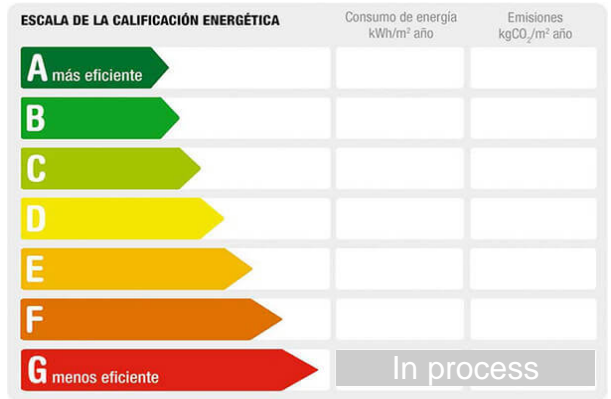 ESCALA DE LA CALIFICACIÓN ENERGÉTICA
Consumo de energía
kWh/m² año
Emisiones
kgCO₂/m² año
A más eficiente
B
C
D
E
F
G menos eficiente
In process